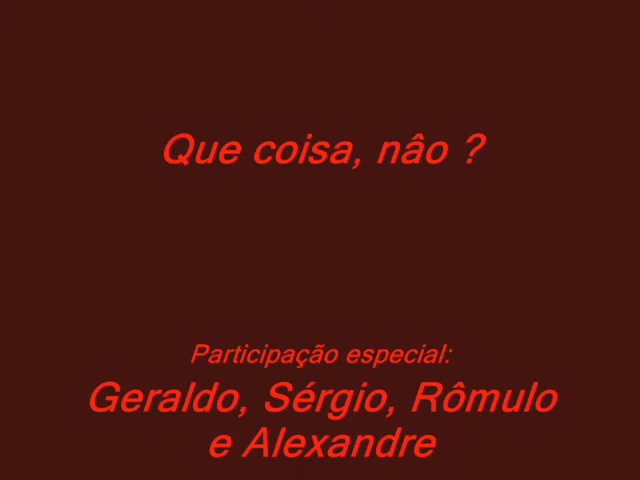 Que coisa, nâo ?
Participação especial:
Geraldo, Sérgio, Rômulo
e Alexandre